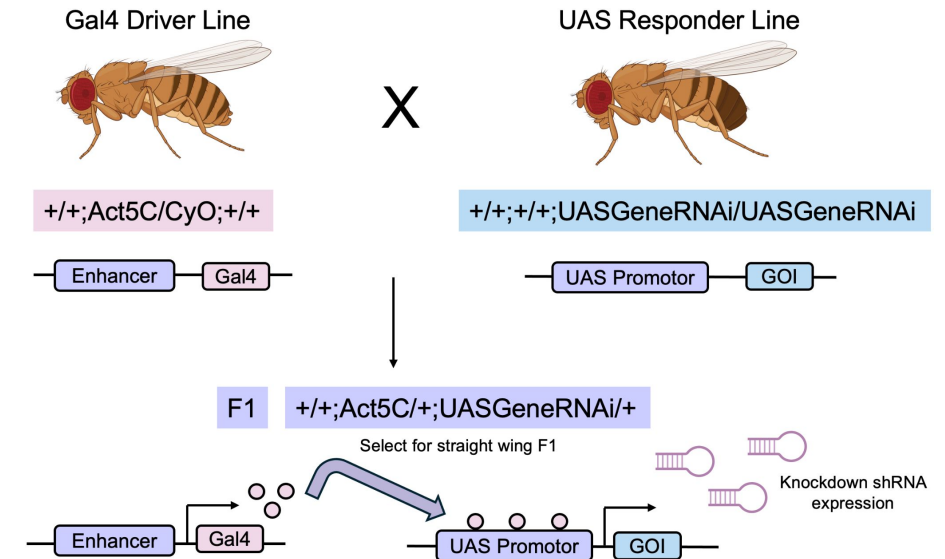 Gal4 Driver Line
UAS Responder Line
X
+/+;Act5C/CyO;+/+
+/+;+/+;UASGeneRNAi/UASGeneRNAi
Enhancer
Gal4
UAS Promotor
GOI
F1
+/+;Act5C/+;UASGeneRNAi/+
Select for straight wing F1
Knockdown shRNA
expression
Enhancer
Gal4
UAS Promotor
GOI